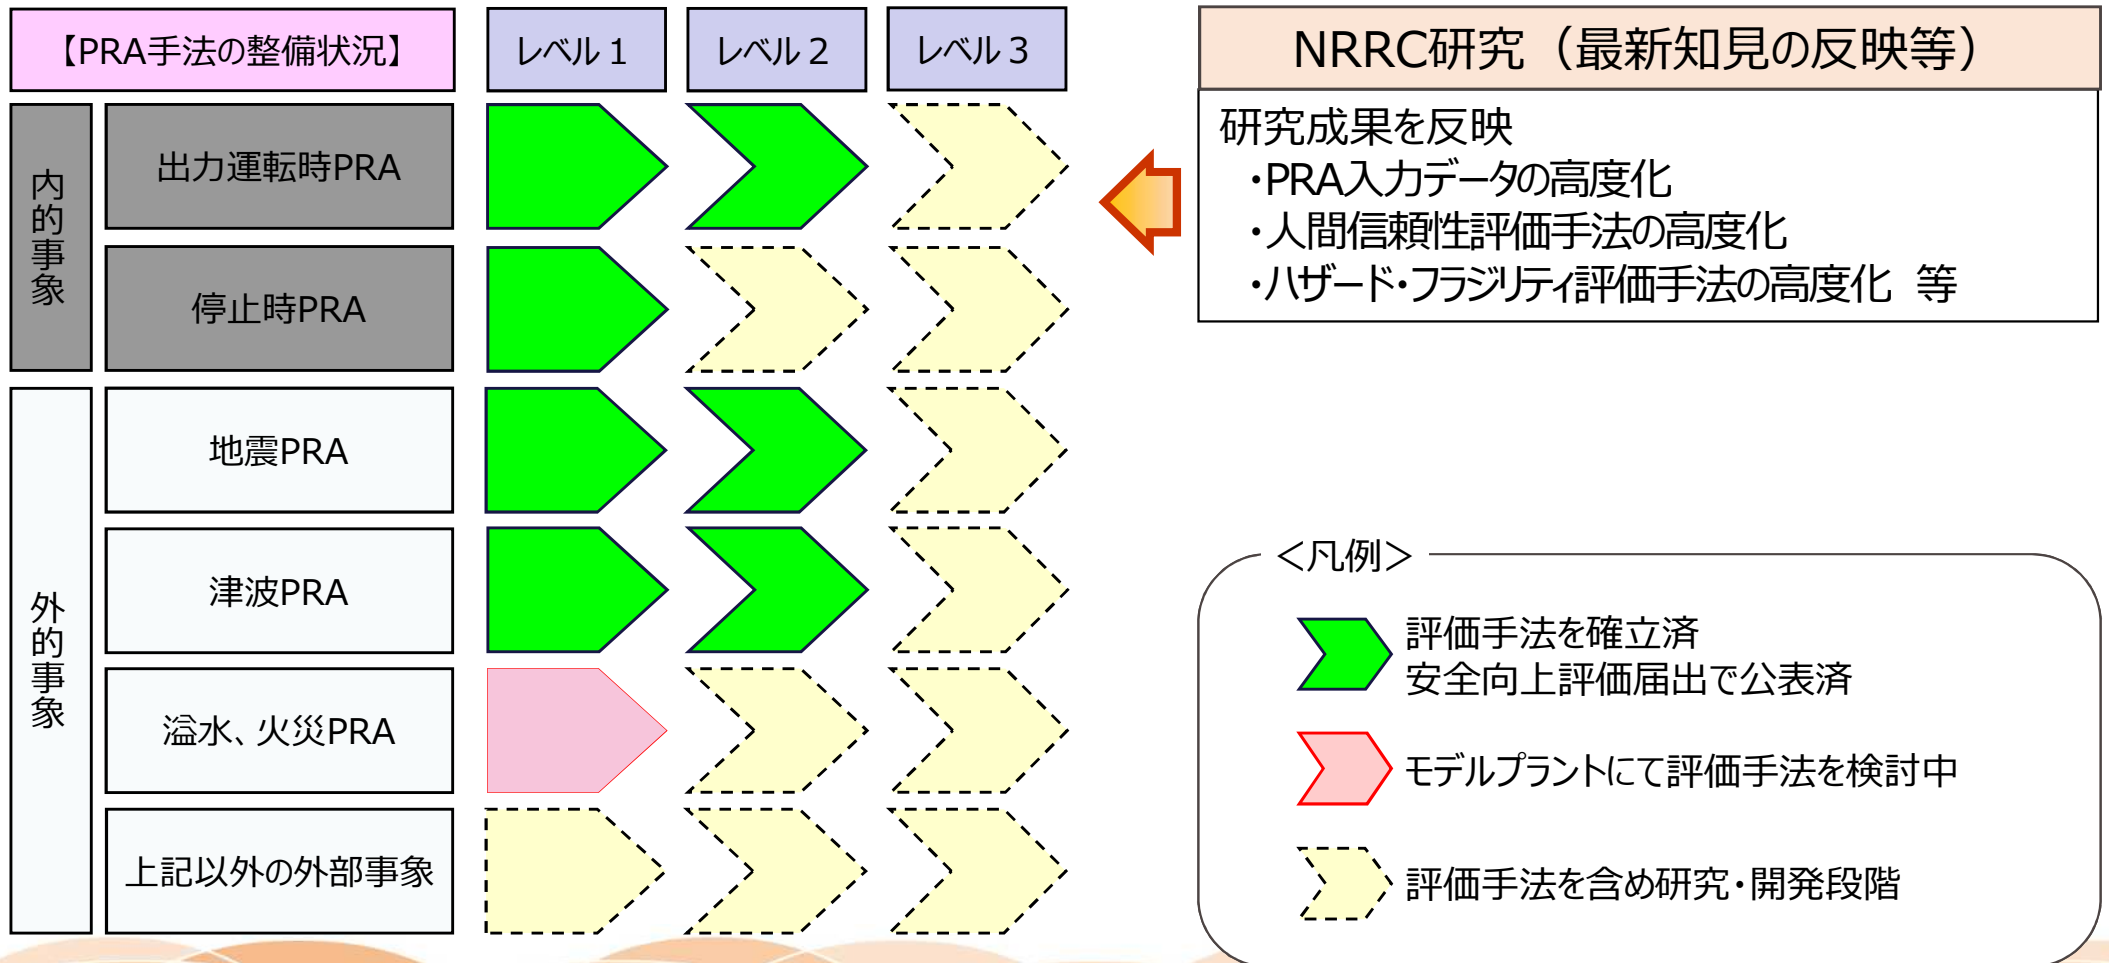 【PRA手法の整備状況】
レベル１
レベル２
レベル３
内的事象
出力運転時PRA
停止時PRA
外的事象
地震PRA
津波PRA
溢水、火災PRA
上記以外の外部事象
NRRC研究（最新知見の反映等）
研究成果を反映
・PRA入力データの高度化
・人間信頼性評価手法の高度化
・ハザード・フラジリティ評価手法の高度化　等
＜凡例＞
評価手法を確立済
安全向上評価届出で公表済
モデルプラントにて評価手法を検討中
評価手法を含め研究・開発段階